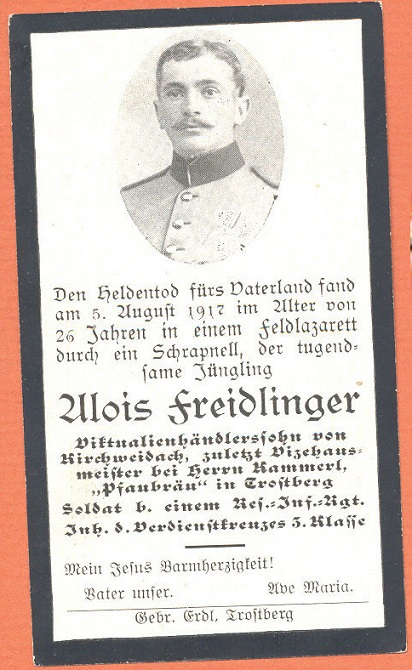 Den Heldentod fürs Vaterland fand
am 5. August 1917 im Alter von
26 Jahren in einem Feldlazarett
durch ein Schrapnell, der tugend-
same Jüngling
Alois Freidlinger
Viktualienhändlerssohn von
Kirchweidach, zuletzt Vizehaus-
meister bei Herrn Kammerl,
„Pfaubräu“ in Trostberg
Soldat b. einem Res.-Inf.-Rgt.
Inh. d. Verdienstkreuzes 3. Klasse
Mein Jesus Barmherzigkeit!
Vater unser. Ave Maria.
Gebr. Erdl, Trostberg